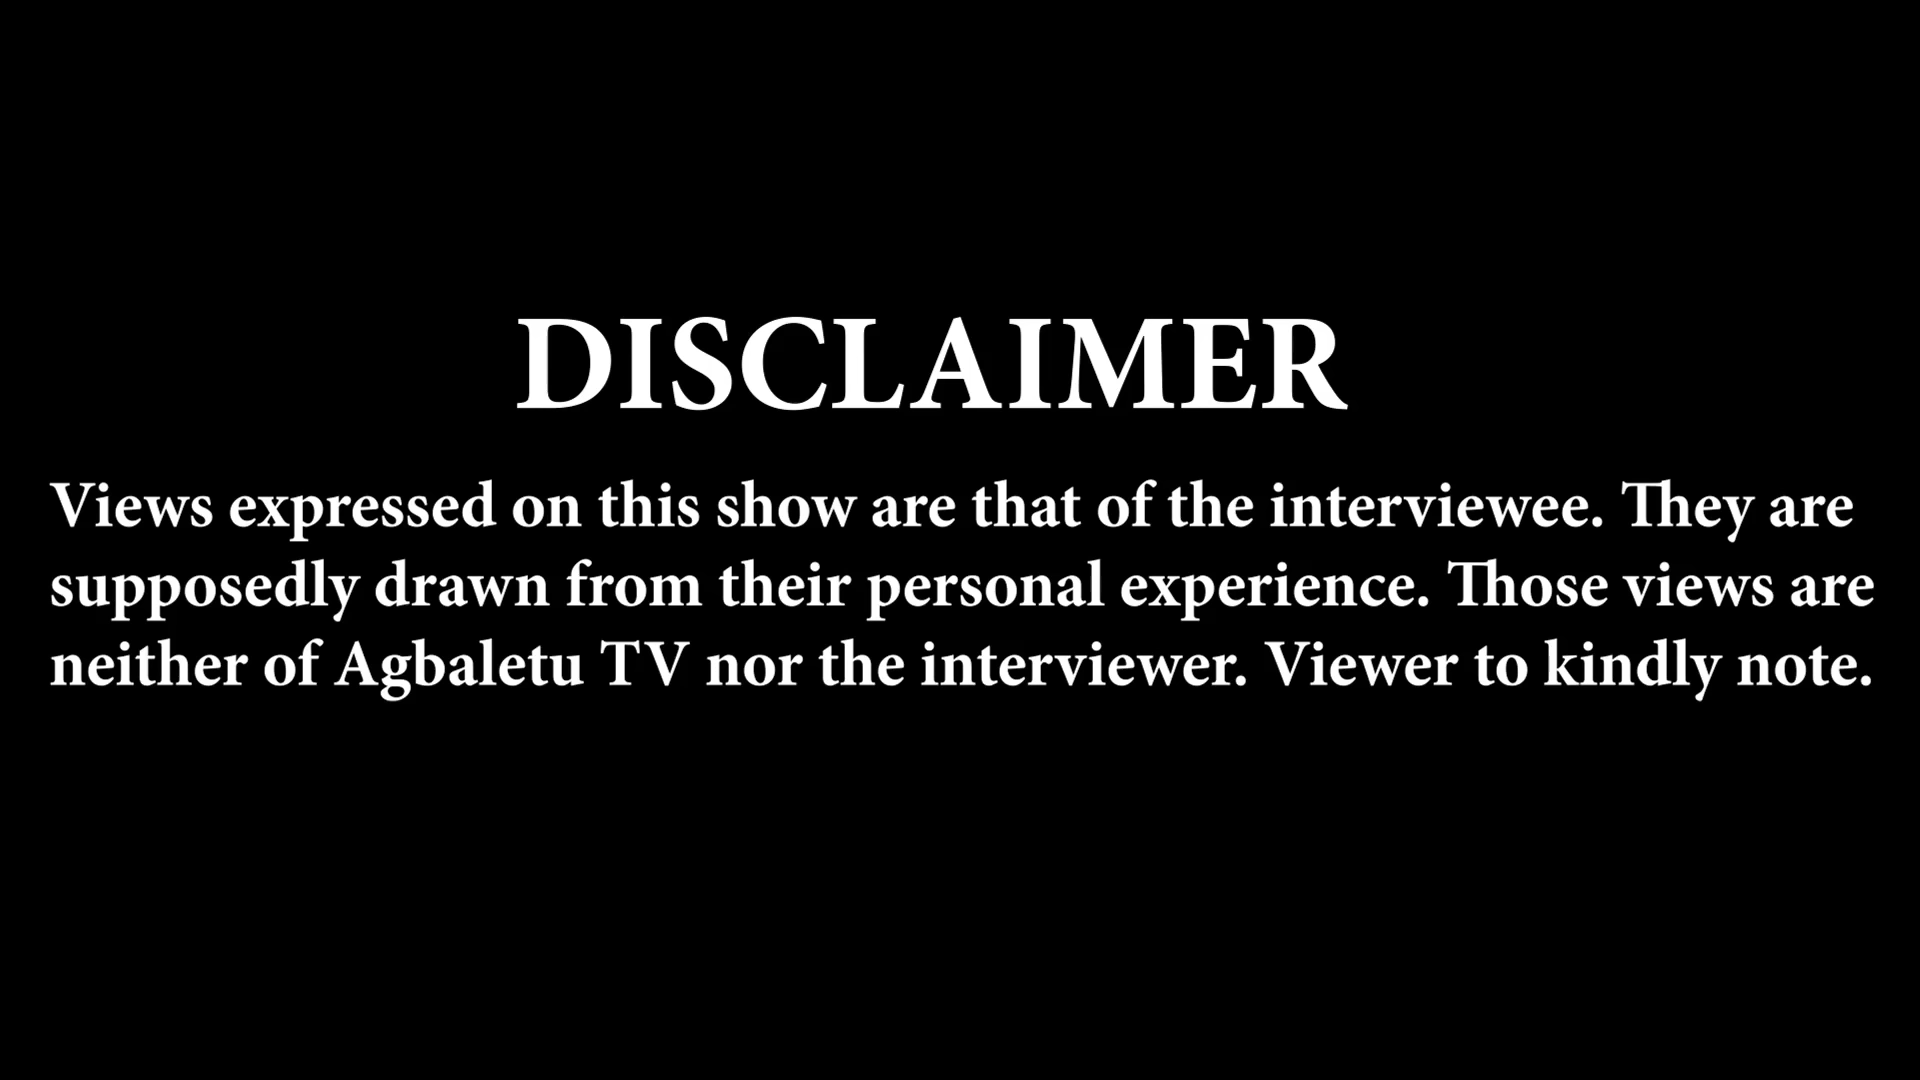 DISCLAIMER
Views expressed on this show are that of the interviewee. They are
supposedly drawn from their personal experience. Those views are
neither of Agbaletu TV nor the interviewer. Viewer to kindly note.